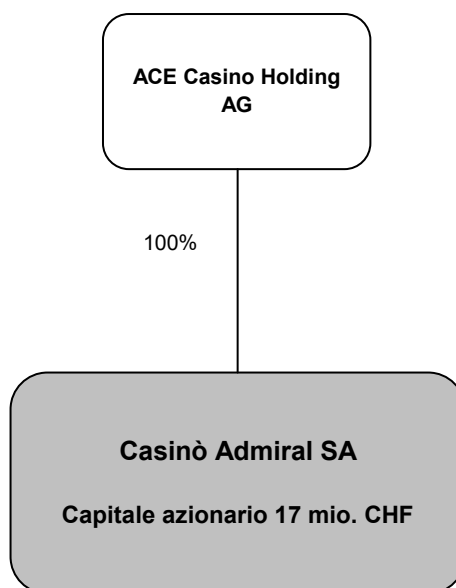 ACE Casino Holding
AG
100%
Casinò Admiral SA
Capitale azionario 17 mio. CHF